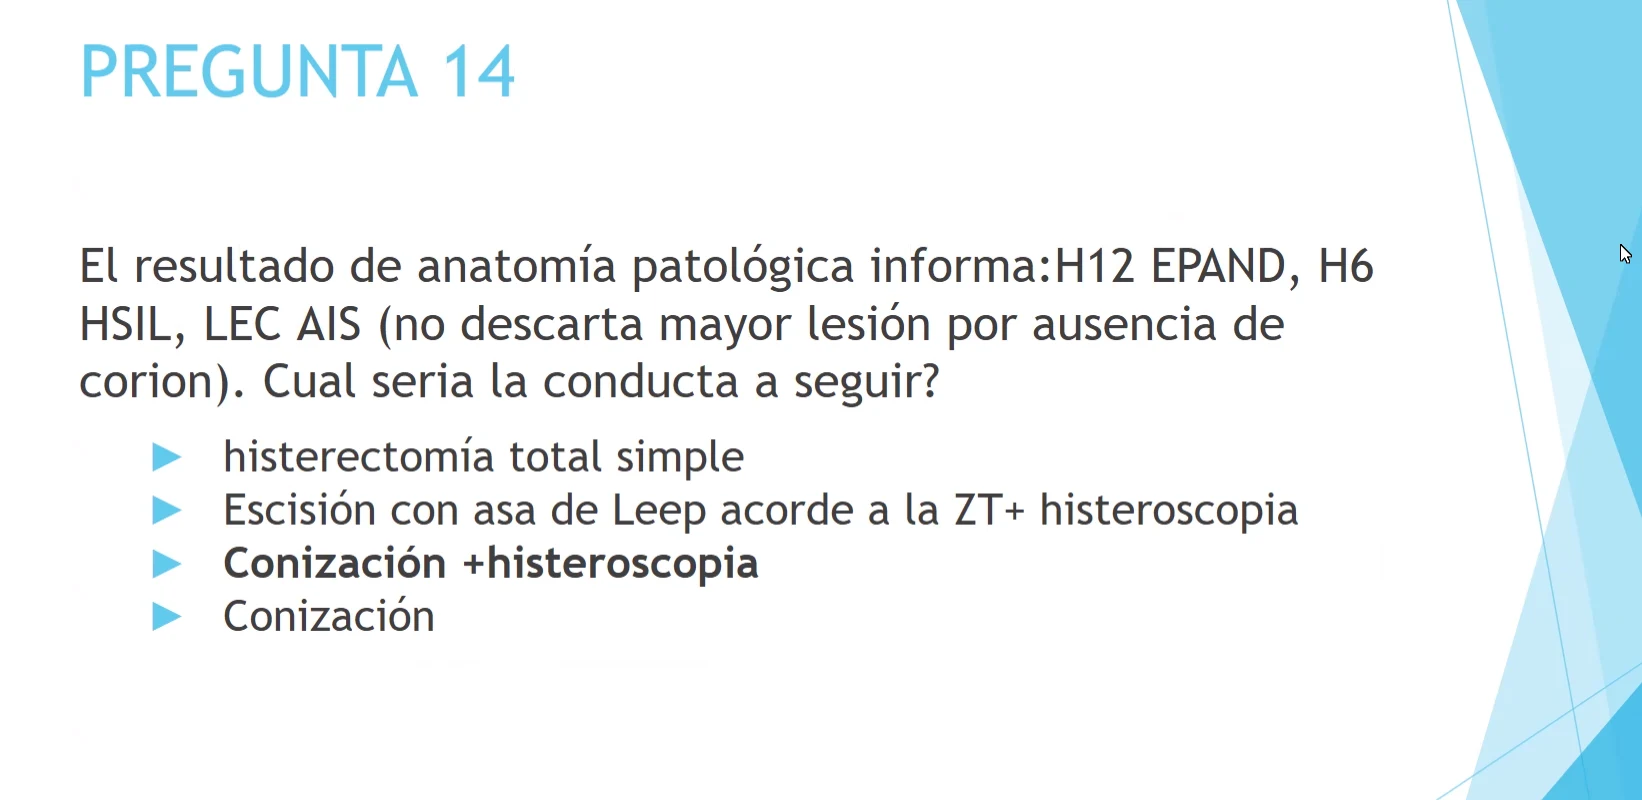 PREGUNTA 14
El resultado de anatomía patológica informa:H12 EPAND, H6
HSIL, LEC AIS (no descarta mayor lesión por ausencia de
corion). Cual seria la conducta a seguir?
histerectomía total simple
Escisión con asa de Leep acorde a la ZT+ histeroscopia
Conización +histeroscopia
Conización